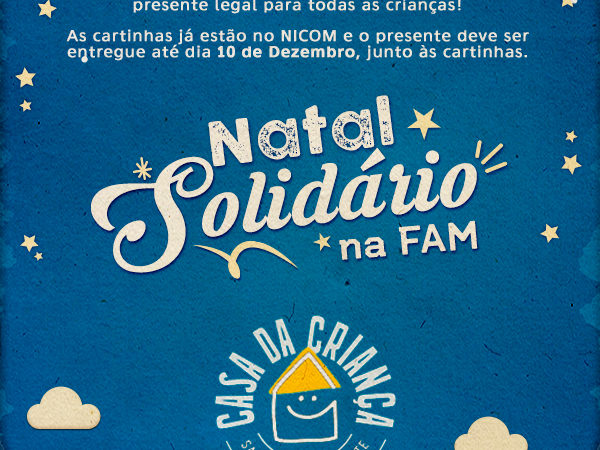 presente legal para todas as crianças!
As cartinhas já estão no NICOM e o presente deve ser
entregue até dia 10 de Dezembro, junto às cartinhas.
Natal
Solidário
na FAM
CASA DA CRIANÇA